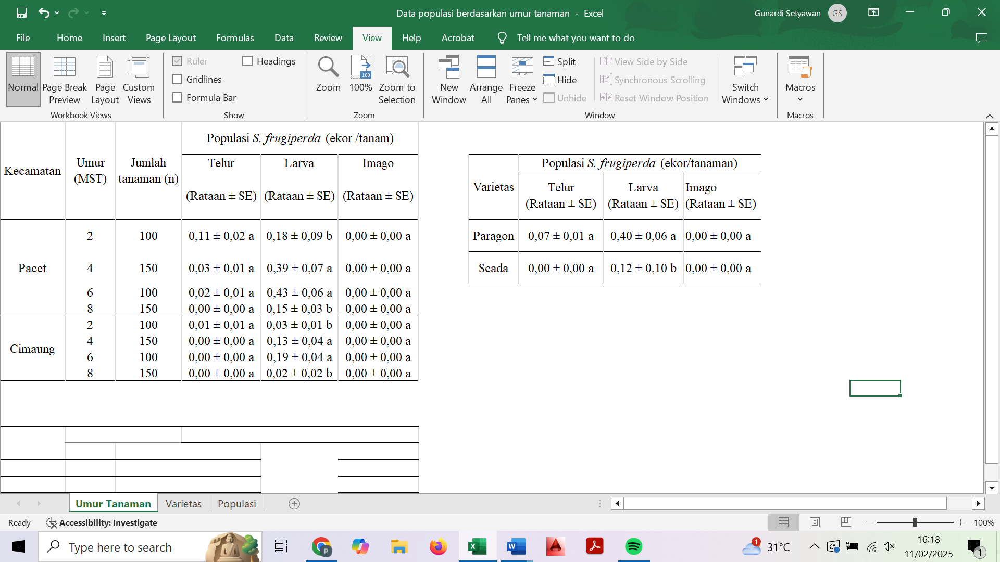 Data populasi berdasarkan umur tanaman - Excel
Gunardi Setyawan
GS
File Home Insert Page Layout Formulas Data Review View Help Acrobat Tell me what you want to do
Normal
Page Break Preview
Page Layout
Custom Views
Workbook Views
Ruler
Gridlines
Formula Bar
Headings
Show
Zoom
100
100%
Zoom to Selection
Zoom
New Window
Arrange All
Freeze Panes
Split
Hide
Unhide
View Side by Side
Synchronous Scrolling
Reset Window Position
Window
Switch Windows
Macros
Macros
Kecamatan
Umur (MST)
Jumlah tanaman (n)
Populasi S. frugiperda (ekor /tanam)
Telur Larva Imago
(Rataan ± SE) (Rataan ± SE) (Rataan ± SE)
2 100 0,11 ± 0,02 a 0,18 ± 0,09 b 0,00 ± 0,00 a
Pacet 4 150 0,03 ± 0,01 a 0,39 ± 0,07 a 0,00 ± 0,00 a
6 100 0,02 ± 0,01 a 0,43 ± 0,06 a 0,00 ± 0,00 a
8 150 0,00 ± 0,00 a 0,15 ± 0,03 b 0,00 ± 0,00 a
2 100 0,01 ± 0,01 a 0,03 ± 0,01 b 0,00 ± 0,00 a
Cimaung
4 150 0,00 ± 0,00 a 0,13 ± 0,04 a 0,00 ± 0,00 a
6 100 0,00 ± 0,00 a 0,19 ± 0,04 a 0,00 ± 0,00 a
8 150 0,00 ± 0,00 a 0,02 ± 0,02 b 0,00 ± 0,00 a
Varietas
Populasi S. frugiperda (ekor/tanaman)
Telur Larva Imago
(Rataan ± SE) (Rataan ± SE) (Rataan ± SE)
Paragon 0,07 ± 0,01 a 0,40 ± 0,06 a 0,00 ± 0,00 a
Scada 0,00 ± 0,00 a 0,12 ± 0,10 b 0,00 ± 0,00 a
Umur Tanaman Varietas Populasi
Ready Accessibility: Investigate
100%
Type here to search
p
1
31°C
16:18
11/02/2025
1